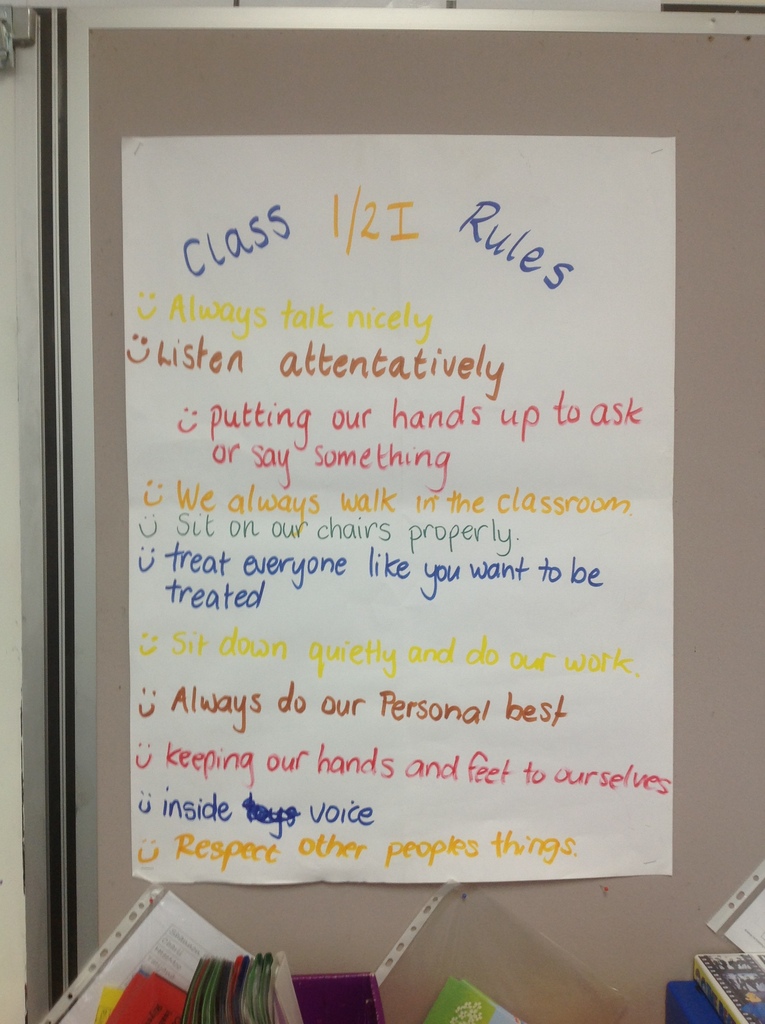 Class 1/2I Rules
Always talk nicely
Listen attentatively
putting our hands up to ask
or say something
We always walk in the classroom.
Sit on our chairs properly.
treat everyone like you want to be
treated
Sit down quietly and do our work.
Always do our Personal best
keeping our hands and feet to ourselves
inside toys voice
Respect other peoples things.